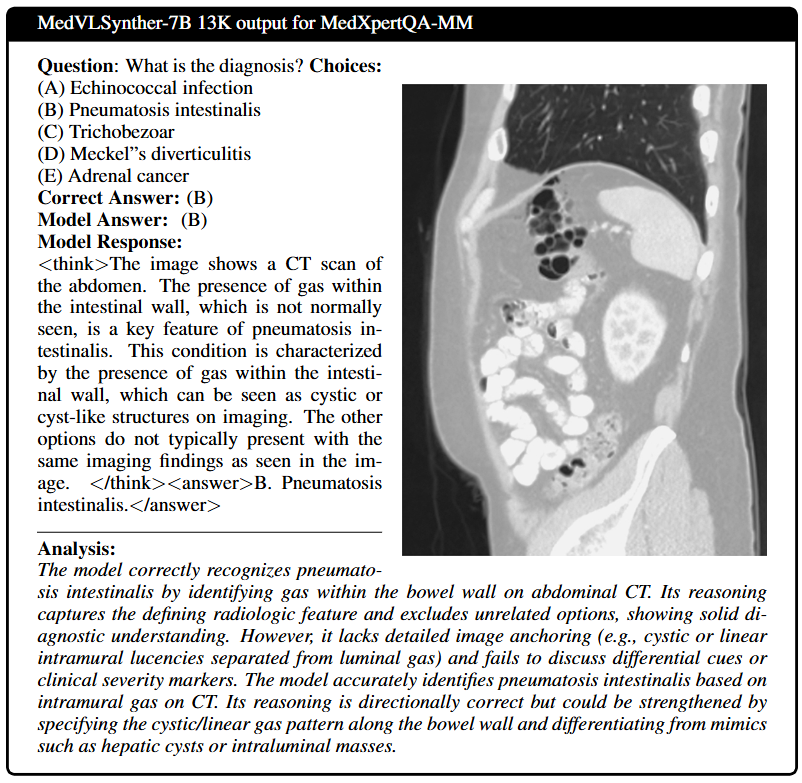 MedVLSynther-7B 13K output for MedXpertQA-MM
Question: What is the diagnosis? Choices:
(A) Echinococcal infection
(B) Pneumatosis intestinalis
(C) Trichobezoar
(D) Meckel”s diverticulitis
(E) Adrenal cancer
Correct Answer: (B)
Model Answer: (B)
Model Response:
<think>The image shows a CT scan of
the abdomen. The presence of gas within
the intestinal wall, which is not normally
seen, is a key feature of pneumatosis in-
testinalis. This condition is characterized
by the presence of gas within the intesti-
nal wall, which can be seen as cystic or
cyst-like structures on imaging. The other
options do not typically present with the
same imaging findings as seen in the im-
age. </think><answer>B. Pneumatosis
intestinalis.</answer>
Analysis:
The model correctly recognizes pneumato-
sis intestinalis by identifying gas within the bowel wall on abdominal CT. Its reasoning
captures the defining radiologic feature and excludes unrelated options, showing solid di-
agnostic understanding. However, it lacks detailed image anchoring (e.g., cystic or linear
intramural lucencies separated from luminal gas) and fails to discuss differential cues or
clinical severity markers. The model accurately identifies pneumatosis intestinalis based on
intramural gas on CT. Its reasoning is directionally correct but could be strengthened by
specifying the cystic/linear gas pattern along the bowel wall and differentiating from mimics
such as hepatic cysts or intraluminal masses.